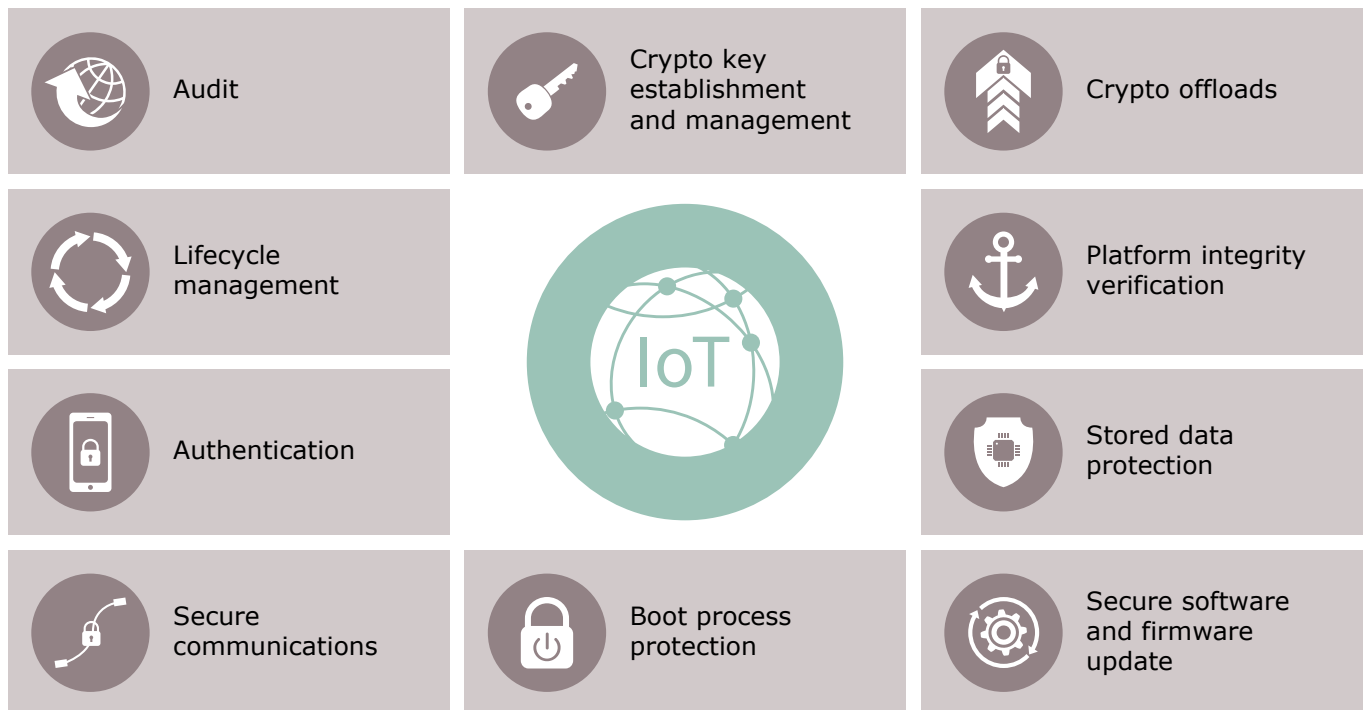 Audit
Crypto key
establishment
and management
Crypto offloads
Lifecycle
management
IoT
Platform integrity
verification
Authentication
Stored data
protection
Secure
communications
Boot process
protection
Secure software
and firmware
update